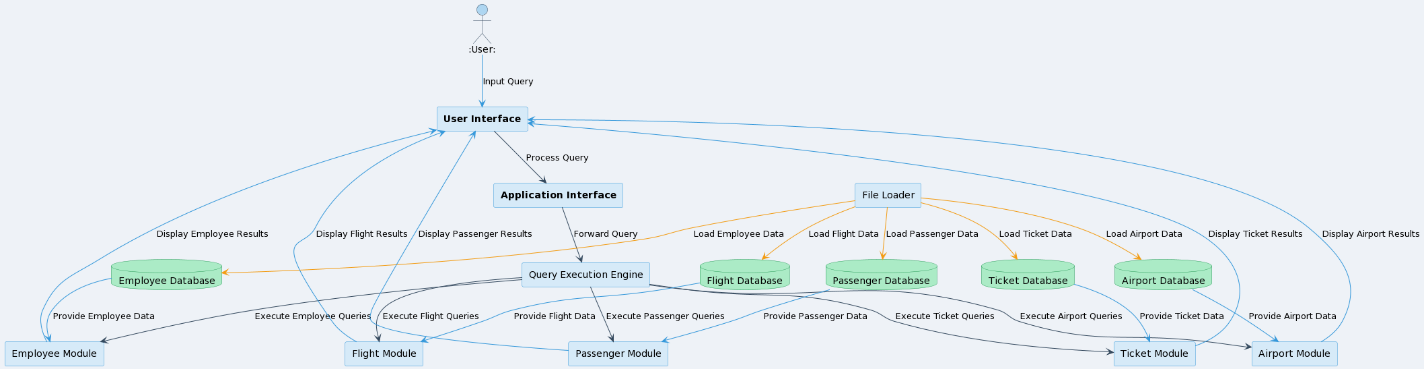 :User:
Input Query
User Interface
Process Query
Application Interface
File Loader
Display Employee Results
Display Flight Results
Display Passenger Results
Forward Query
Load Employee Data
Load Flight Data
Load Passenger Data
Load Ticket Data
Load Airport Data
Display Ticket Results
Display Airport Results
Employee Database
Query Execution Engine
Flight Database
Passenger Database
Ticket Database
Airport Database
Provide Employee Data
Execute Employee Queries
Execute Flight Queries
Provide Flight Data
Execute Passenger Queries
Provide Passenger Data
Execute Ticket Queries
Execute Airport Queries
Provide Ticket Data
Provide Airport Data
Employee Module
Flight Module
Passenger Module
Ticket Module
Airport Module